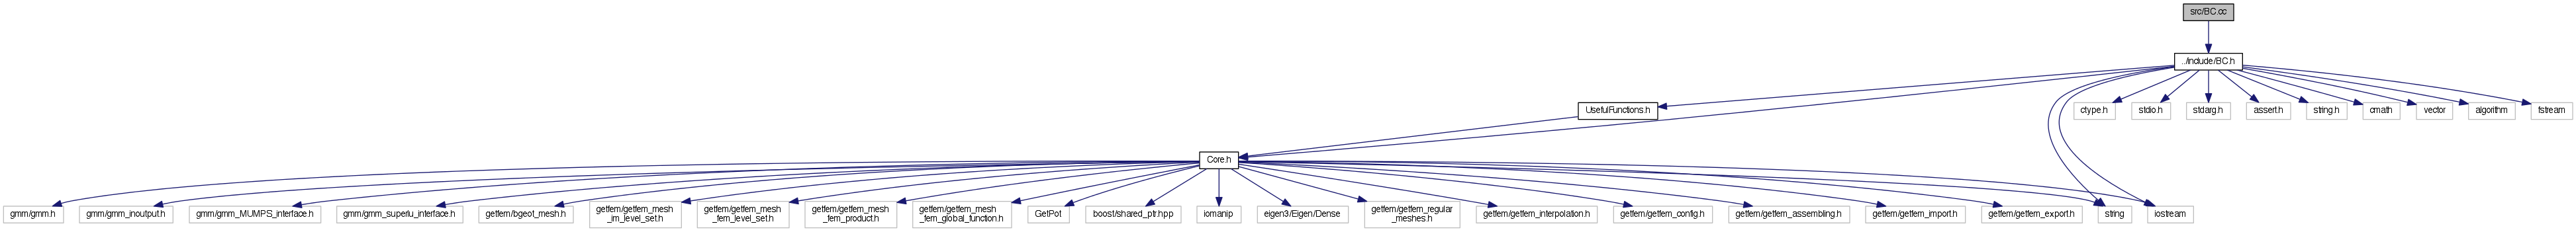 src/BC.cc
../include/BC.h
UsefulFunctions.h
ctype.h
stdio.h
stdarg.h
assert.h
string.h
cmath
vector
algorithm
fstream
Core.h
gmm/gmm.h
gmm/gmm_inoutput.h
gmm/gmm_MUMPS_interface.h
gmm/gmm_superlu_interface.h
getfem/bgeot_mesh.h
getfem/getfem_mesh
_im_level_set.h
getfem/getfem_mesh
_fem_level_set.h
getfem/getfem_mesh
_fem_product.h
getfem/getfem_mesh
_fem_global_function.h
GetPot
boost/shared_ptr.hpp
iomanip
eigen3/Eigen/Dense
getfem/getfem_regular
_meshes.h
getfem/getfem_interpolation.h
getfem/getfem_config.h
getfem/getfem_assembling.h
getfem/getfem_import.h
getfem/getfem_export.h
string
iostream